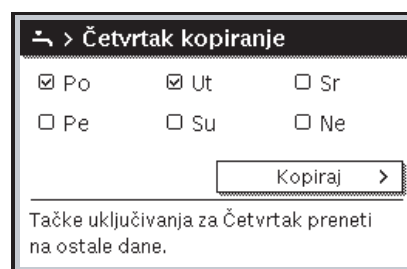 > Četvrtak kopiranje
Po Ut Sr
Pe Su Ne
Kopiraj >
Tačke uključivanja za Četvrtak preneti
na ostale dane.